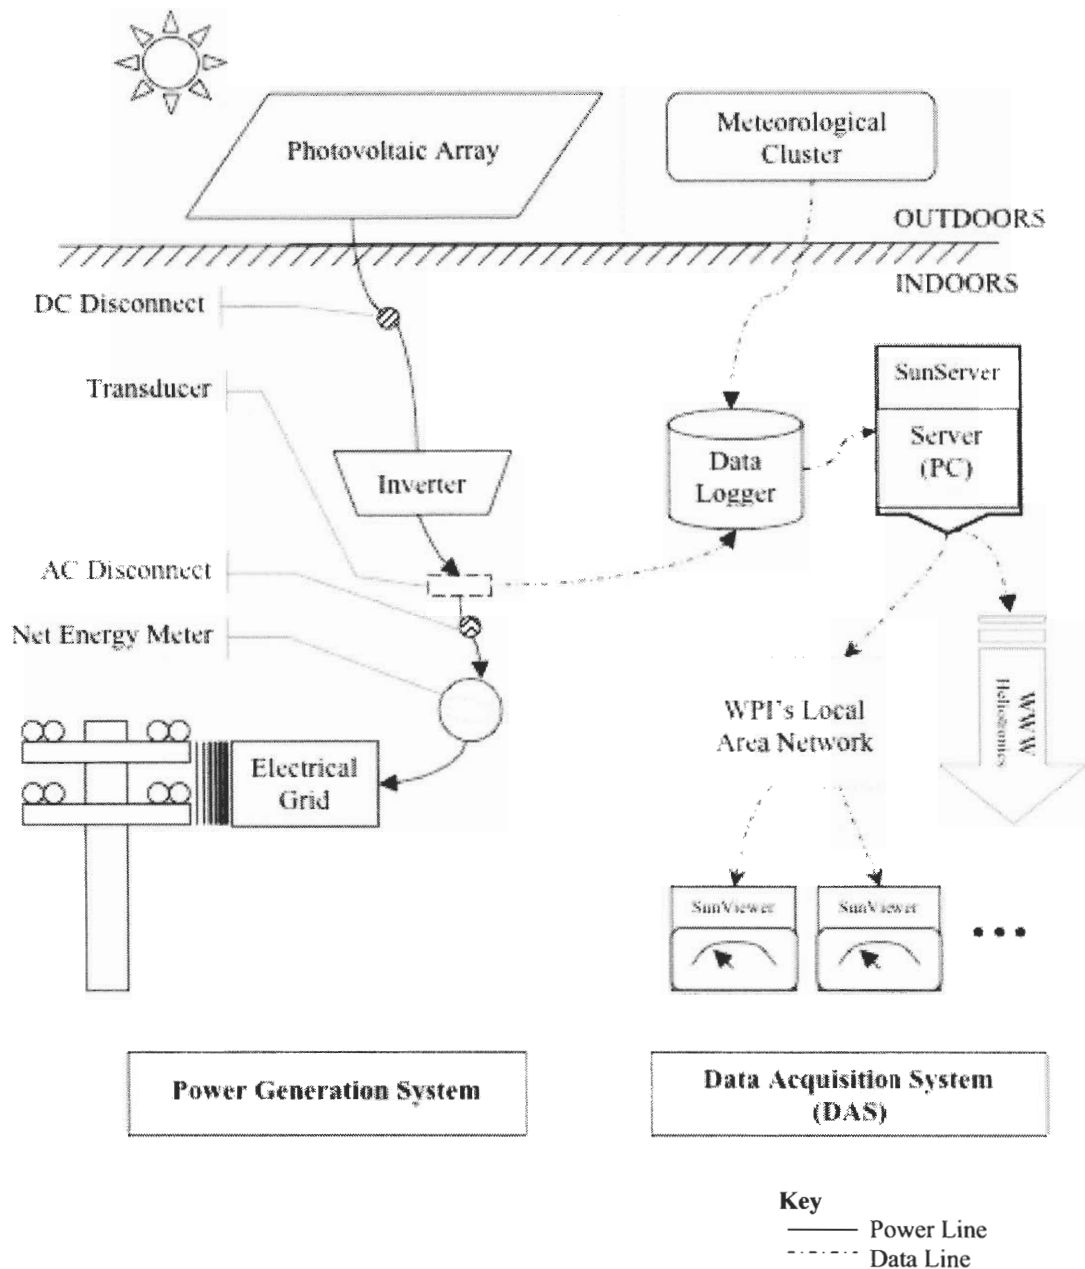 Photovoltaic Array
Meteorological
Cluster
OUTDOORS
INDOORS
DC Disconnect
Transducer
SunServer
Server
(PC)
Data
Logger
Inverter
AC Disconnect
Net Energy Meter
WPI's Local
Area Network
WWW
Heliotronics
Electrical
Grid
SunViewer
SunViewer
Power Generation System
Data Acquisition System
(DAS)
Key
Power Line
Data Line